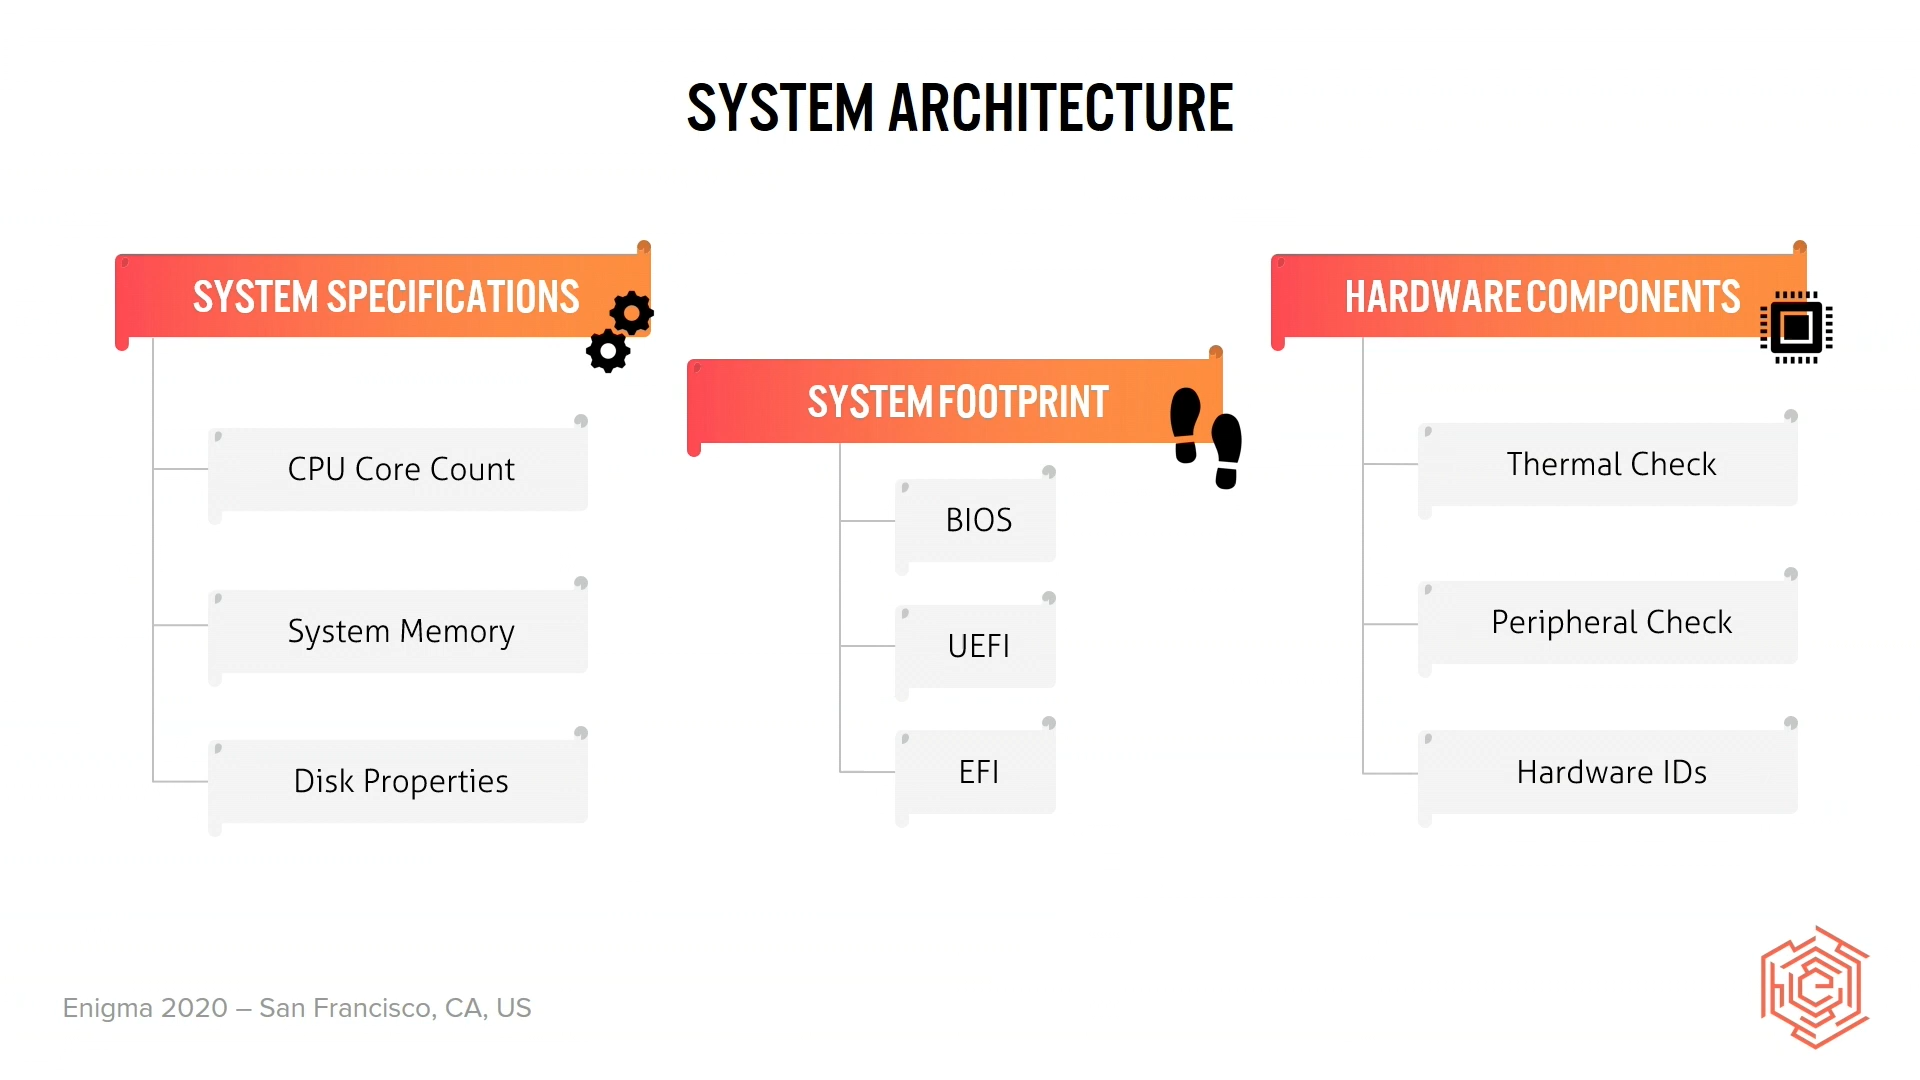 SYSTEM ARCHITECTURE
SYSTEM SPECIFICATIONS
CPU Core Count
System Memory
Disk Properties
SYSTEM FOOTPRINT
BIOS
UEFI
EFI
HARDWARE COMPONENTS
Thermal Check
Peripheral Check
Hardware IDs
Enigma 2020 – San Francisco, CA, US